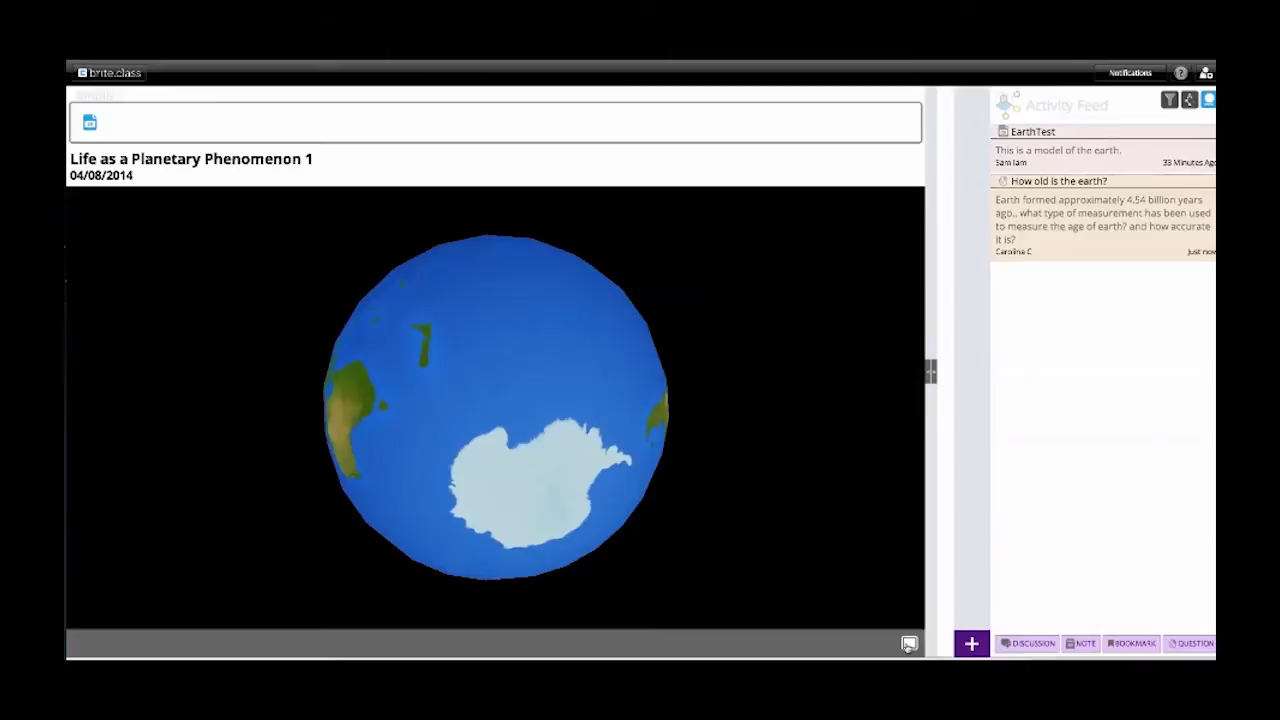 brite.class
Notifications
?
Activity Feed
Life as a Planetary Phenomenon 1
04/08/2014
EarthTest
This is a model of the earth.
Sam Iam 33 Minutes Ago
How old is the earth?
Earth formed approximately 4.54 billion years
ago.. what type of measurement has been used
to measure the age of earth? and how accurate
it is?
Carolina C Just now
+ DISCUSSION NOTE BOOKMARK QUESTION